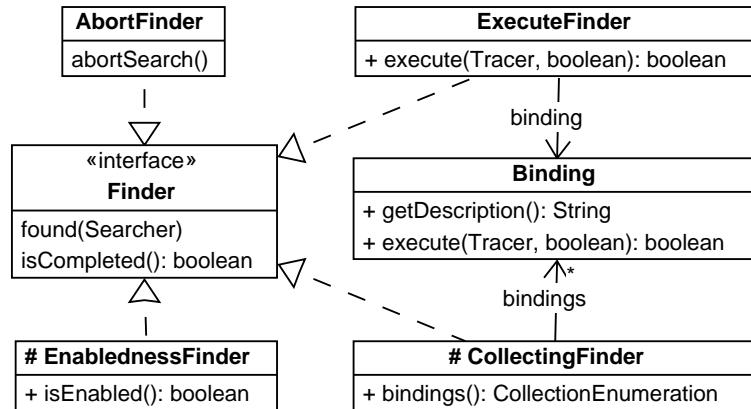 AbortFinder
abortSearch()
ExecuteFinder
+ execute(Tracer, boolean): boolean
binding
«interface»
Finder
found(Searcher)
isCompleted(): boolean
Binding
+ getDescription(): String
+ execute(Tracer, boolean): boolean
*
bindings
# EnablednessFinder
+ isEnabled(): boolean
# CollectingFinder
+ bindings(): CollectionEnumeration